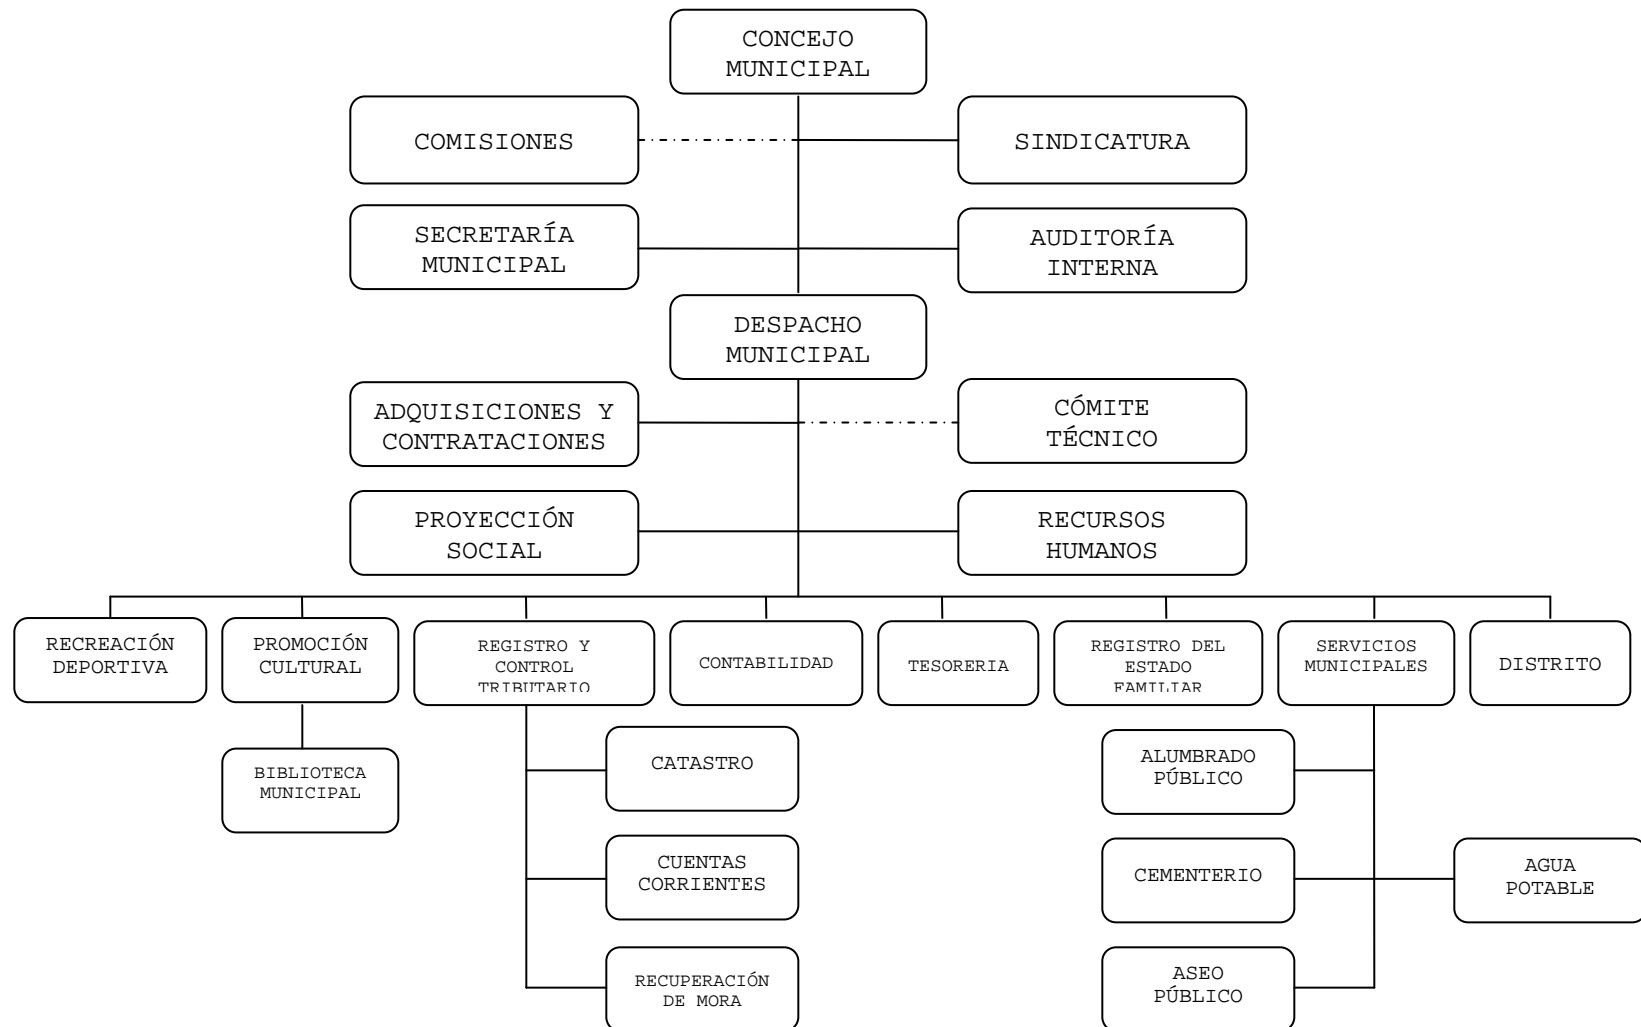 CONCEJO
MUNICIPAL
COMISIONES
SINDICATURA
SECRETARÍA
MUNICIPAL
AUDITORÍA
INTERNA
DESPACHO
MUNICIPAL
ADQUISICIONES Y
CONTRATACIONES
CÓMITE
TÉCNICO
PROYECCIÓN
SOCIAL
RECURSOS
HUMANOS
RECREACIÓN
DEPORTIVA
PROMOCIÓN
CULTURAL
REGISTRO Y
CONTROL
TRIBUTARIO
CONTABILIDAD
TESORERIA
REGISTRO DEL
ESTADO
FAMILIAR
SERVICIOS
MUNICIPALES
DISTRITO
BIBLIOTECA
MUNICIPAL
CATASTRO
ALUMBRADO
PÚBLICO
CUENTAS
CORRIENTES
CEMENTERIO
AGUA
POTABLE
RECUPERACIÓN
DE MORA
ASEO
PÚBLICO